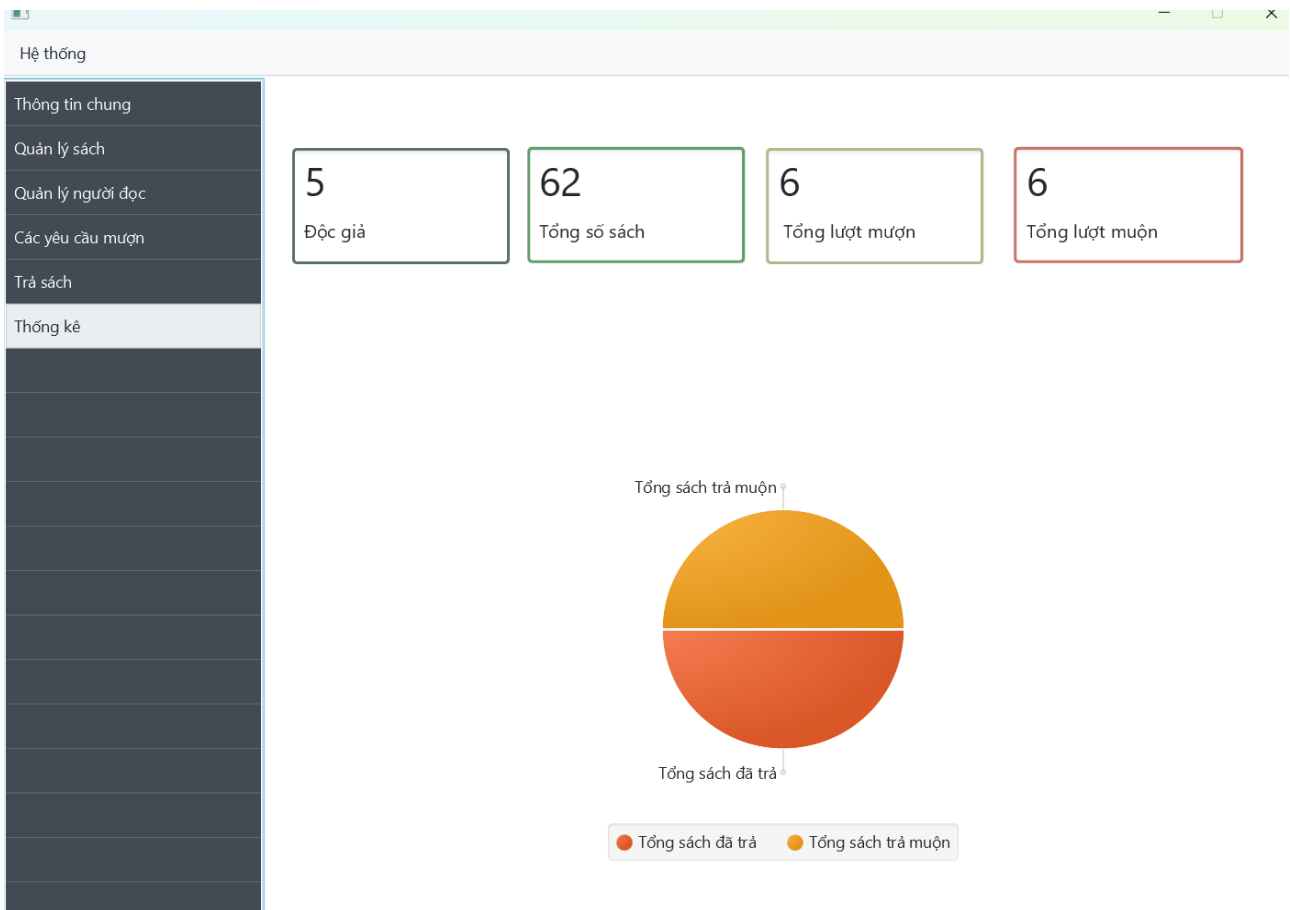 Hệ thống
Thông tin chung
Quản lý sách
Quản lý người đọc
Các yêu cầu mượn
Trả sách
Thống kê
5
Độc giả
62
Tổng số sách
6
Tổng lượt mượn
6
Tổng lượt muộn
Tổng sách trả muộn
Tổng sách đã trả
Tổng sách đã trả
Tổng sách trả muộn